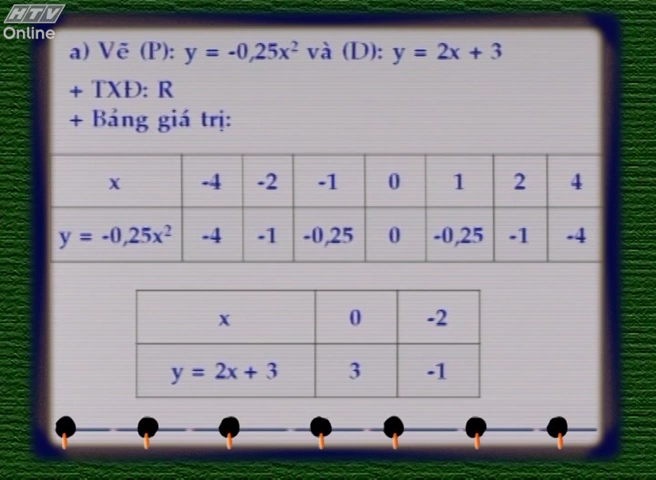 HTV
Online
a) Vẽ (P): y = -0,25x² và (D): y = 2x + 3
+ TXĐ: R
+ Bảng giá trị:
x -4 -2 -1 0 1 2 4
y = -0,25x² -4 -1 -0,25 0 -0,25 -1 -4
x 0 -2
y = 2x + 3 3 -1